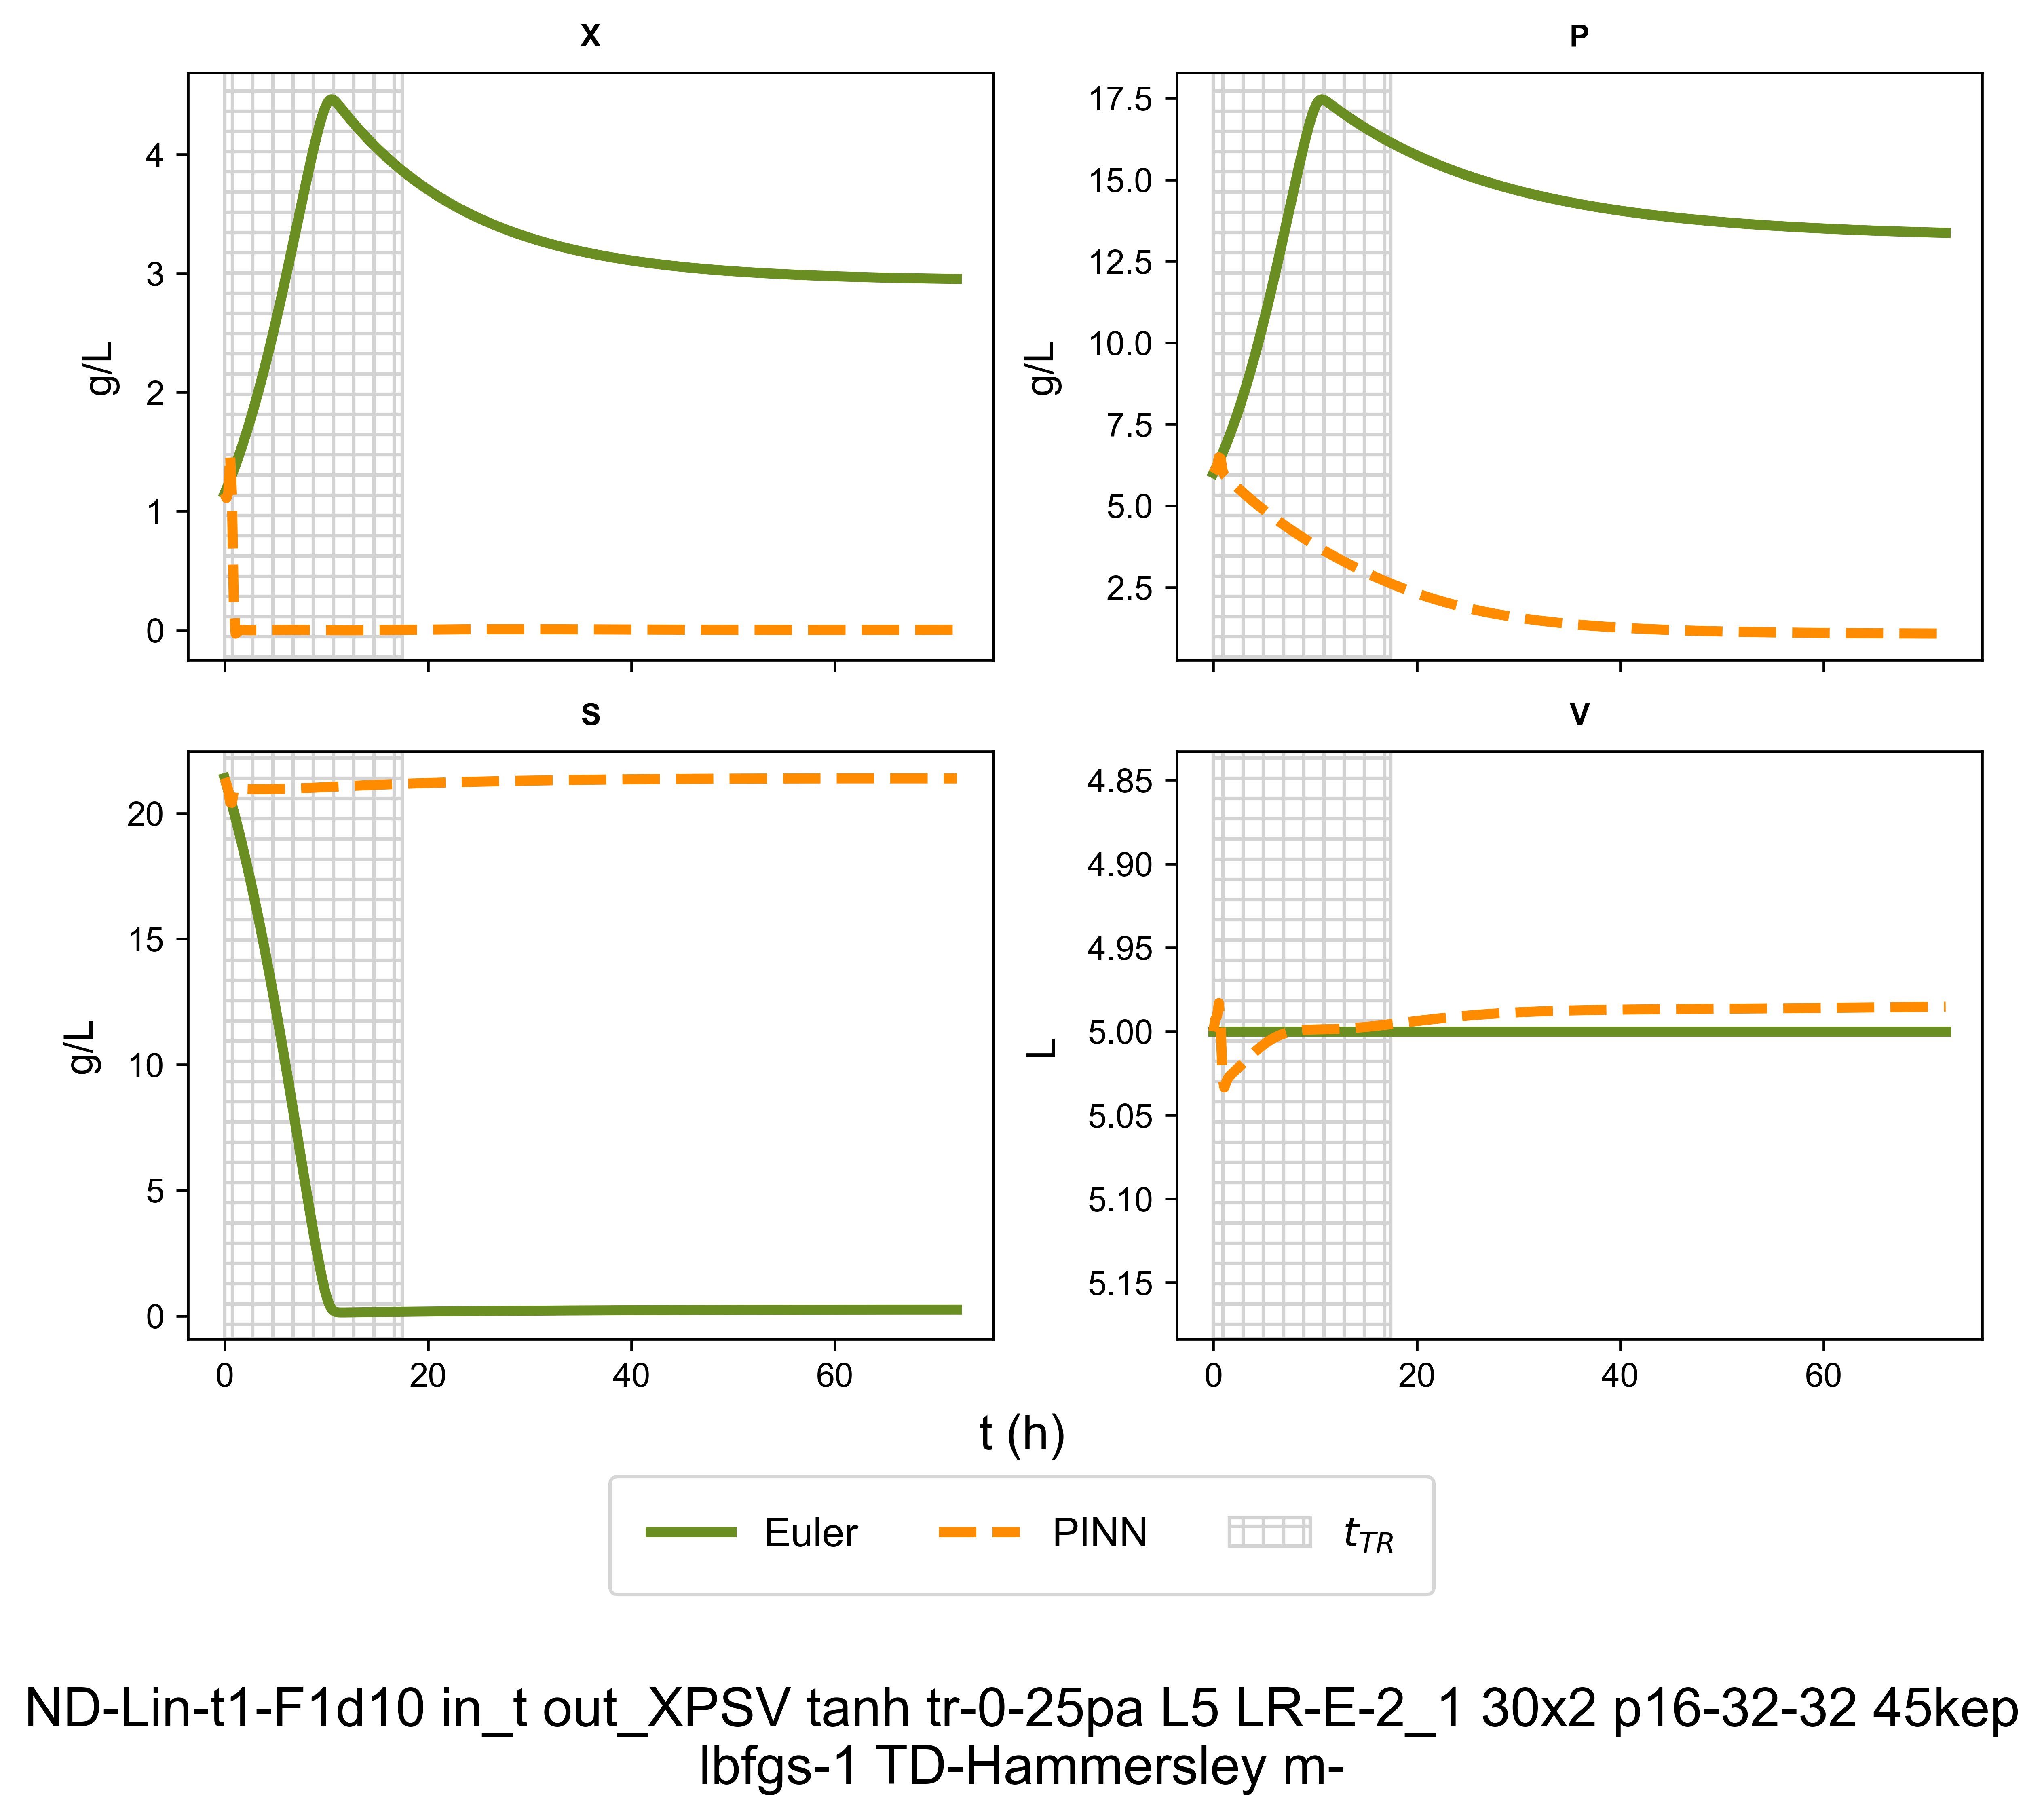 X
P
4
3
2
1
0
g/L
17.5
15.0
12.5
10.0
7.5
5.0
2.5
g/L
S
V
20
15
10
5
0
g/L
0
20
40
60
4.85
4.90
4.95
5.00
5.05
5.10
5.15
L
0
20
40
60
t (h)
Euler
PINN
t_{TR}
ND-Lin-t1-F1d10 in_t out_XPSV tanh tr-0-25pa L5 LR-E-2_1 30x2 p16-32-32 45kep
lbfgs-1 TD-Hammersley m-